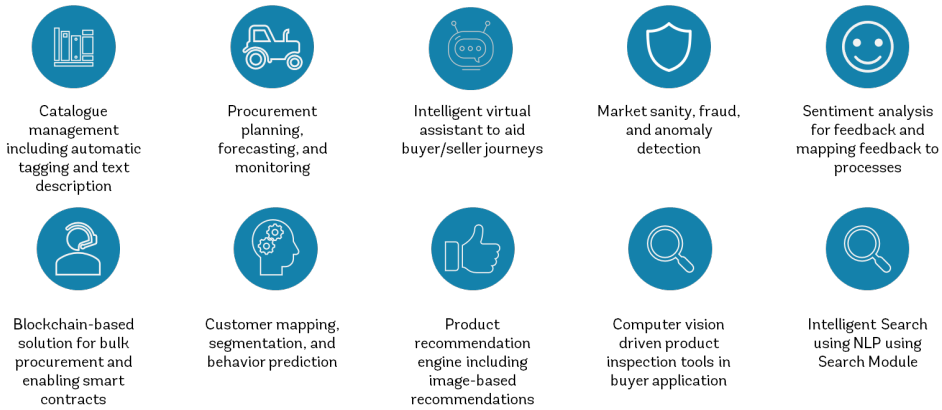 Catalogue
management
including automatic
tagging and text
description
Procurement
planning,
forecasting, and
monitoring
Intelligent virtual
assistant to aid
buyer/seller journeys
Market sanity, fraud,
and anomaly
detection
Sentiment analysis
for feedback and
mapping feedback to
processes
Blockchain-based
solution for bulk
procurement and
enabling smart
contracts
Customer mapping,
segmentation, and
behavior prediction
Product
recommendation
engine including
image-based
recommendations
Computer vision
driven product
inspection tools in
buyer application
Intelligent Search
using NLP using
Search Module